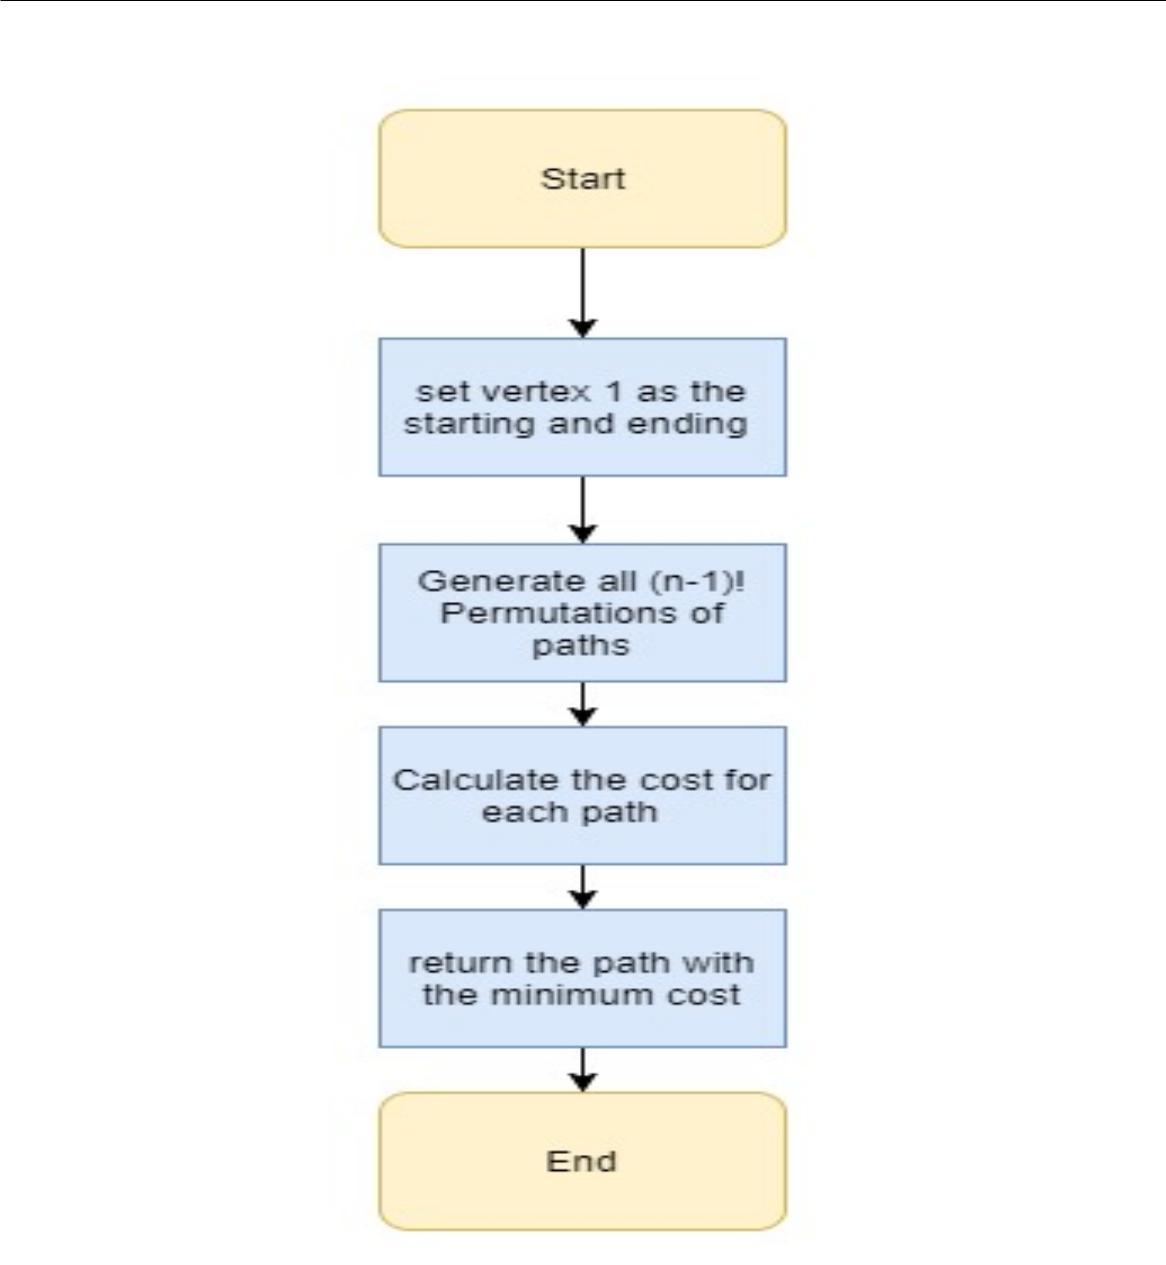 Start
set vertex 1 as the
starting and ending
Generate all (n-1)!
Permutations of
paths
Calculate the cost for
each path
return the path with
the minimum cost
End